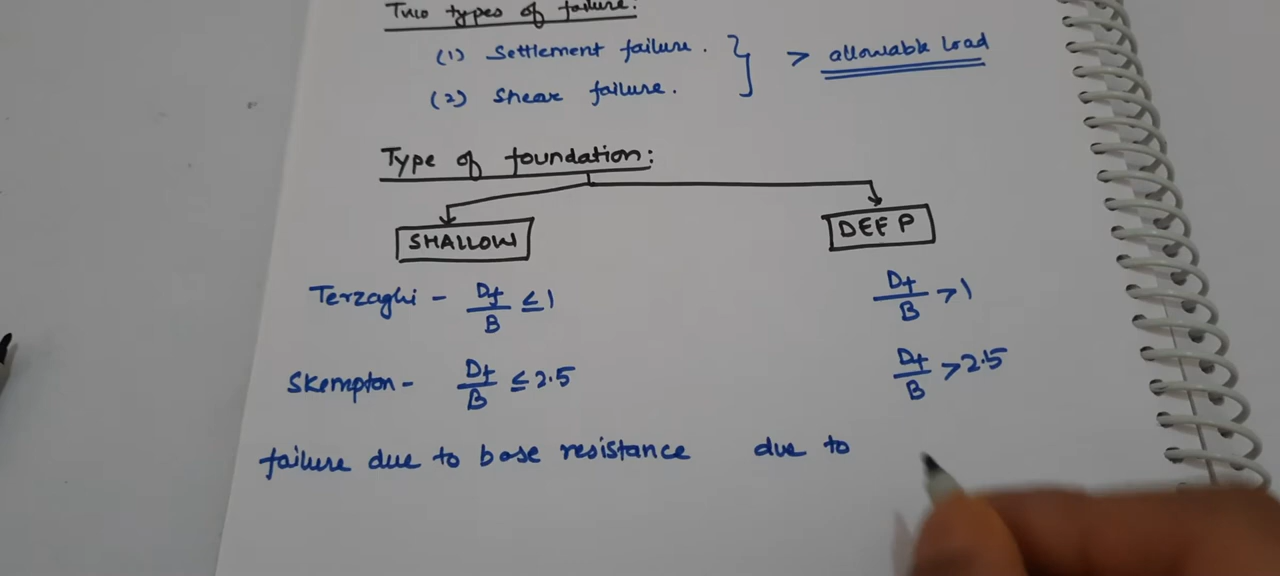 Two types of failure:
(1) Settlement failure. } > allowable load
(2) Shear failure.
Type of foundation:
SHALLOW DEEP
Terzaghi - Df/B ≤ 1 Df/B > 1
Skempton - Df/B ≤ 2.5 Df/B > 2.5
failure due to base resistance due to